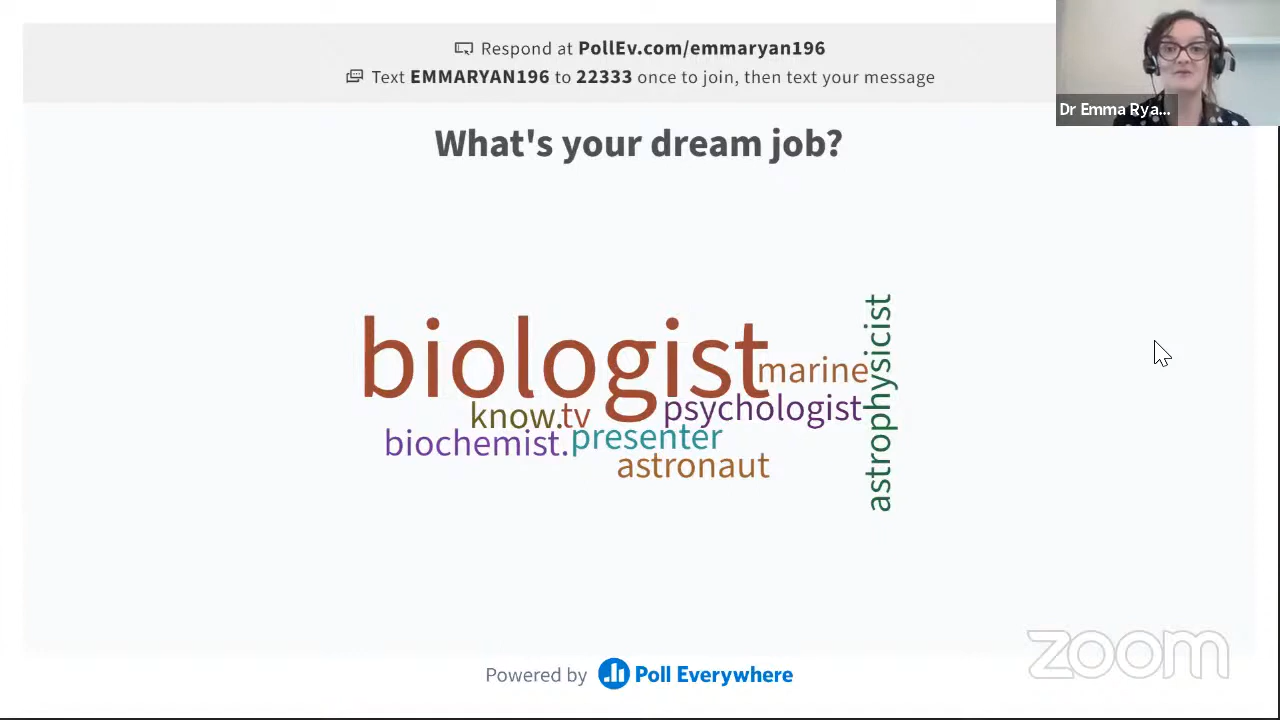 Respond at PollEv.com/emmaryan196
Text EMMARYAN196 to 22333 once to join, then text your message
Dr Emma Rya...
What's your dream job?
biologist
marine
astrophysicist
know.
tv
psychologist
biochemist.
presenter
astronaut
zoom
Powered by Poll Everywhere